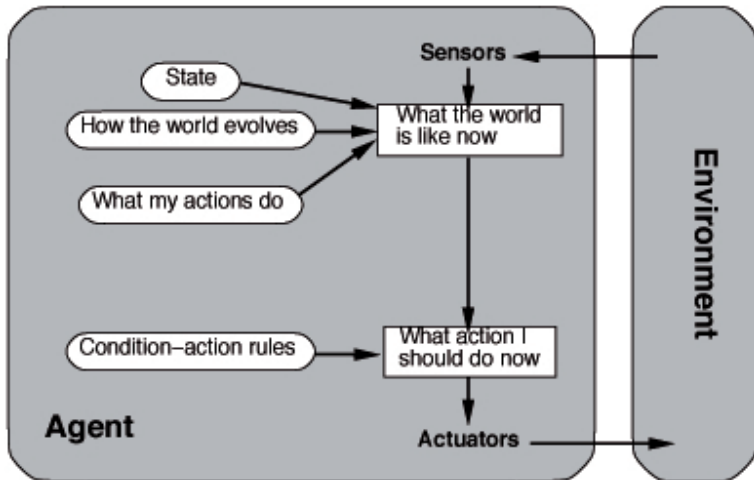 Sensors
State
What the world
is like now
How the world evolves
What my actions do
Environment
What action I
should do now
Condition–action rules
Agent
Actuators